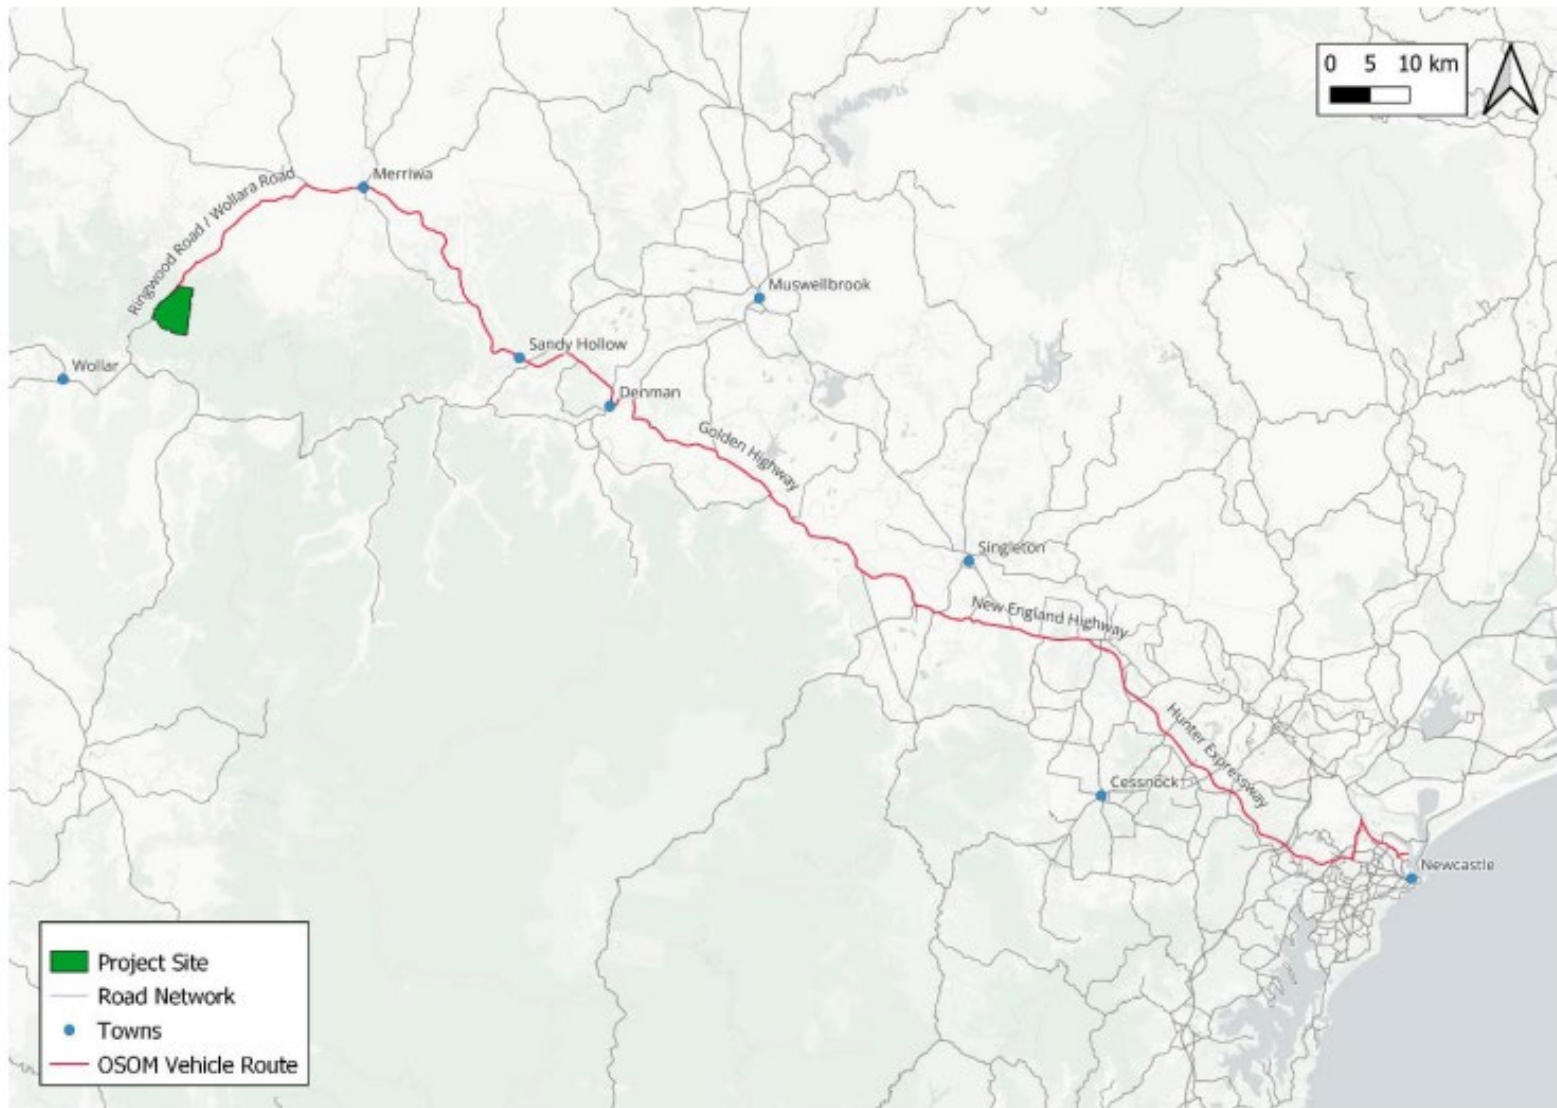 0 5 10 km
Ringwood Road / Wollara Road
Merriwa
Muswellbrook
Sandy Hollow
Wollar
Denman
Golden Highway
Singleton
New England Highway
Hunter Expressway
Cessnock
Newcastle
Project Site
Road Network
Towns
OSOM Vehicle Route